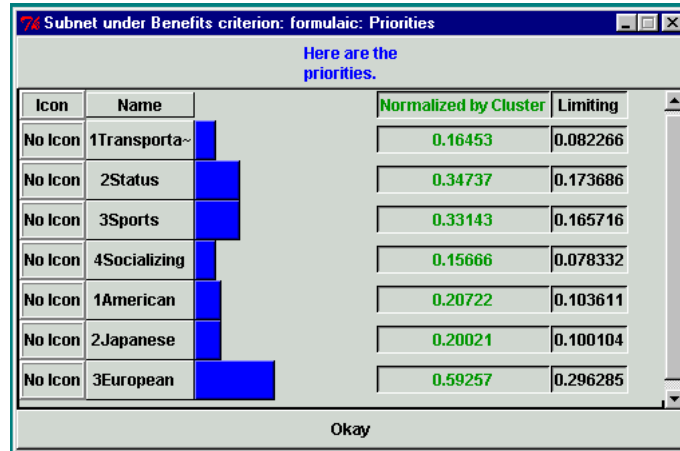 Subnet under Benefits criterion: formulaic: Priorities
Here are the
priorities.
Icon Name Normalized by Cluster Limiting
No Icon 1Transporta~ 0.16453 0.082266
No Icon 2Status 0.34737 0.173686
No Icon 3Sports 0.33143 0.165716
No Icon 4Socializing 0.15666 0.078332
No Icon 1American 0.20722 0.103611
No Icon 2Japanese 0.20021 0.100104
No Icon 3European 0.59257 0.296285
Okay